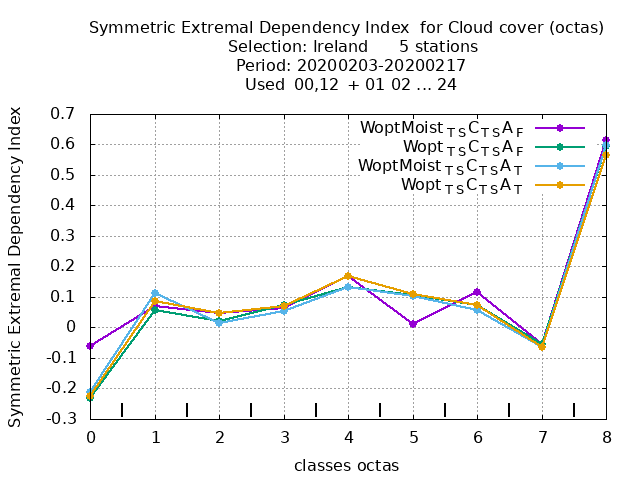 Symmetric Extremal Dependency Index  for Cloud cover (octas)
Selection: Ireland      5 stations
Period: 20200203-20200217
Used  00,12  + 01 02 ... 24
Symmetric Extremal Dependency Index
0.7
0.6
0.5
0.4
0.3
0.2
0.1
0
-0.1
-0.2
-0.3
WoptMoist TS C TS A F
Wopt TS C TS A F
WoptMoist TS C TS A T
Wopt TS C TS A T
0 1 2 3 4 5 6 7 8
classes octas